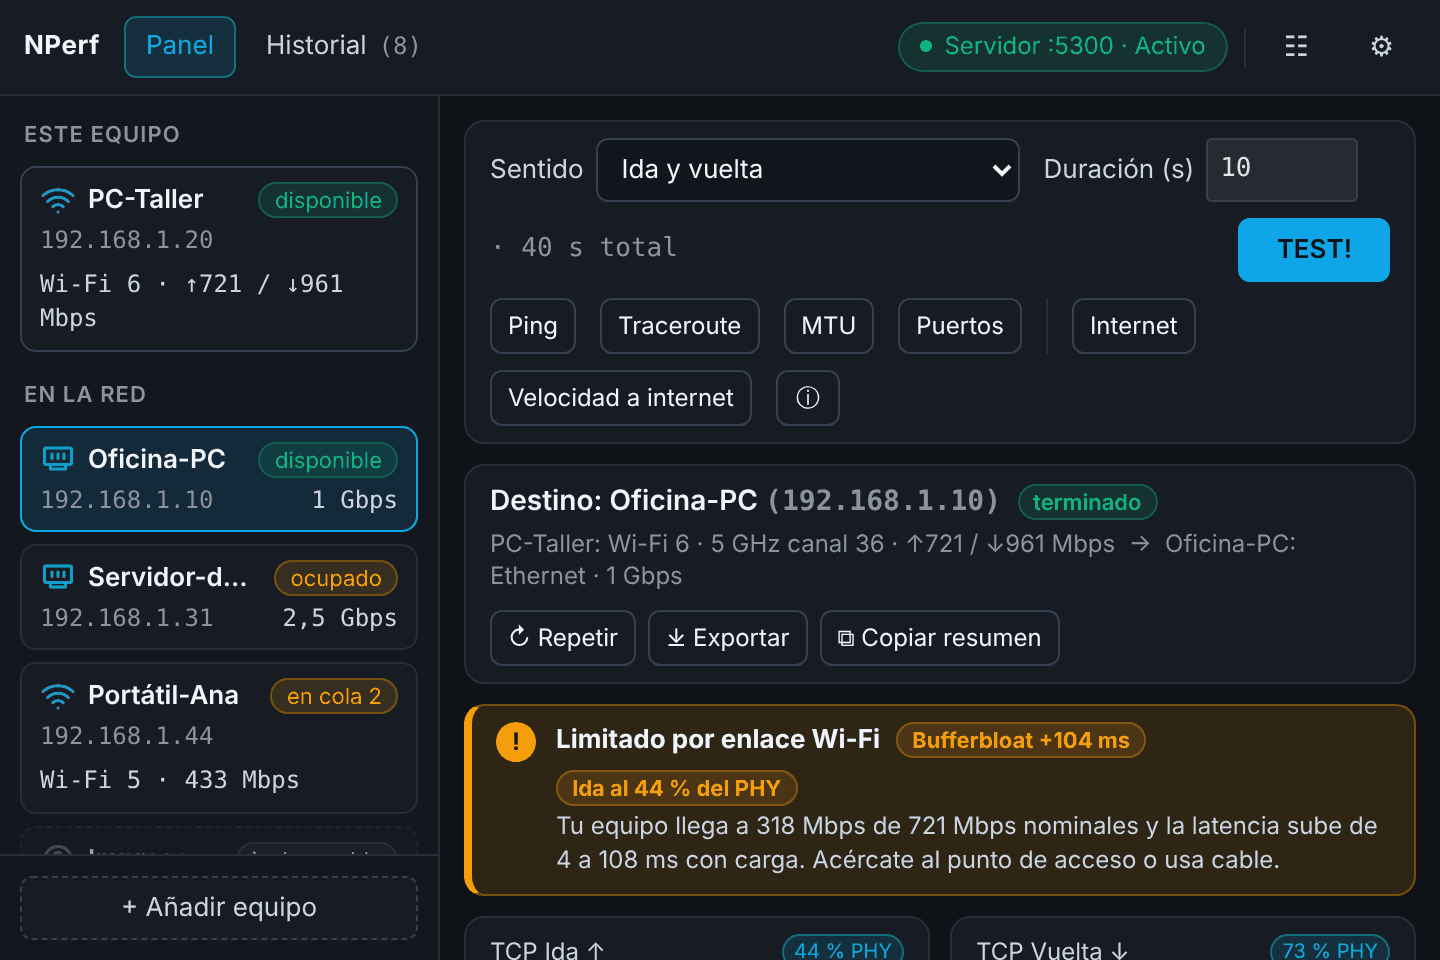 NPerf Panel Historial (8) Servidor :5300 · Activo
ESTE EQUIPO
PC-Taller disponible
192.168.1.20
Wi-Fi 6 · ↑721 / ↓961
Mbps
EN LA RED
Oficina-PC disponible
192.168.1.10 1 Gbps
Servidor-d... ocupado
192.168.1.31 2,5 Gbps
Portátil-Ana en cola 2
192.168.1.44
Wi-Fi 5 · 433 Mbps
+ Añadir equipo
Sentido Ida y vuelta Duración (s) 10
· 40 s total TEST!
Ping Traceroute MTU Puertos Internet
Velocidad a internet ⓘ
Destino: Oficina-PC (192.168.1.10) terminado
PC-Taller: Wi-Fi 6 · 5 GHz canal 36 · ↑721 / ↓961 Mbps → Oficina-PC:
Ethernet · 1 Gbps
↻ Repetir ↓ Exportar ⧉ Copiar resumen
! Limitado por enlace Wi-Fi Bufferbloat +104 ms
Ida al 44 % del PHY
Tu equipo llega a 318 Mbps de 721 Mbps nominales y la latencia sube de
4 a 108 ms con carga. Acércate al punto de acceso o usa cable.
TCP Ida ↑ 44 % PHY
TCP Vuelta ↓ 73 % PHY